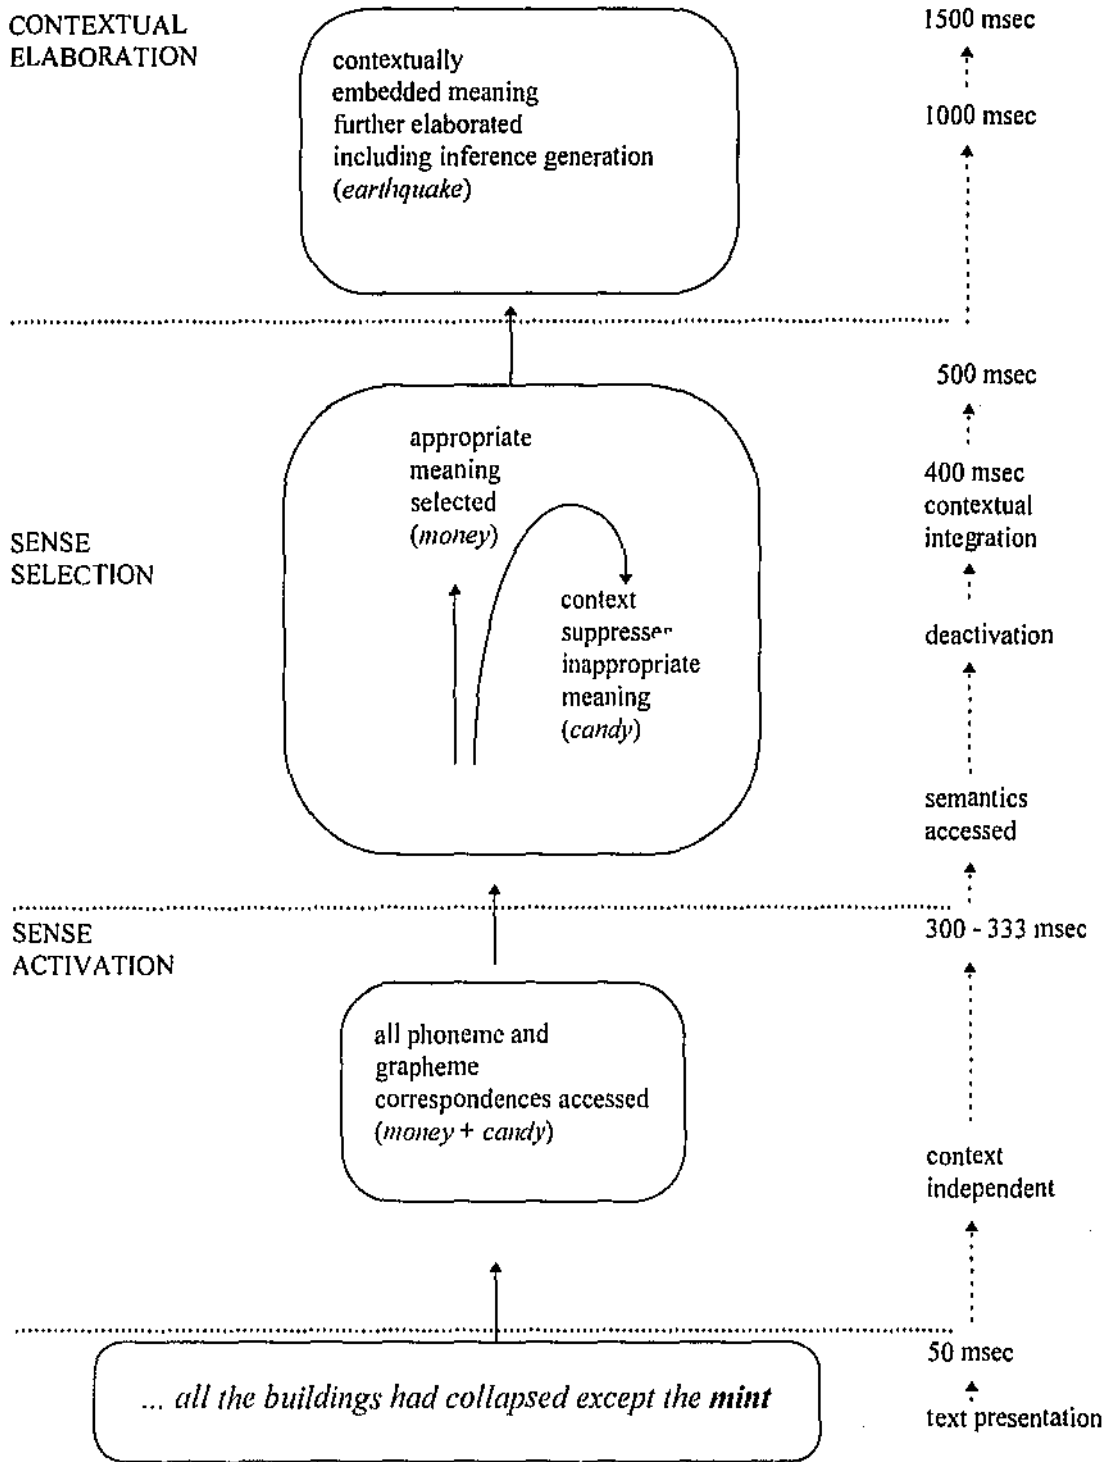 CONTEXTUAL
ELABORATION
contextually
embedded meaning
further elaborated
including inference generation
(earthquake)
1500 msec
1000 msec
SENSE
SELECTION
appropriate
meaning
selected
(money)
context
inappropriate
meaning
(candy)
500 msec
400 msec
contextual
integration
deactivation
semantics
accessed
SENSE
ACTIVATION
all phoneme and
grapheme
correspondences accessed
(money + candy)
300 - 333 msec
context
independent
... all the buildings had collapsed except the mint
50 msec
text presentation